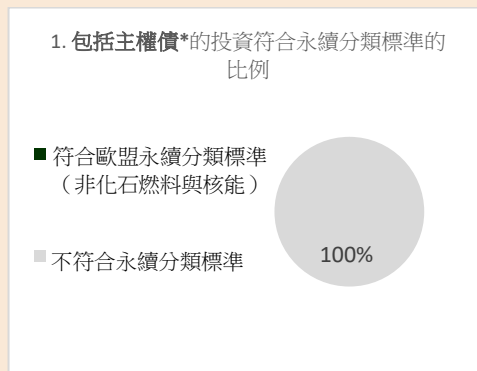 1. 包括主權債*的投資符合永續分類標準的
比例
符合歐盟永續分類標準
（非化石燃料與核能）
不符合永續分類標準
100%